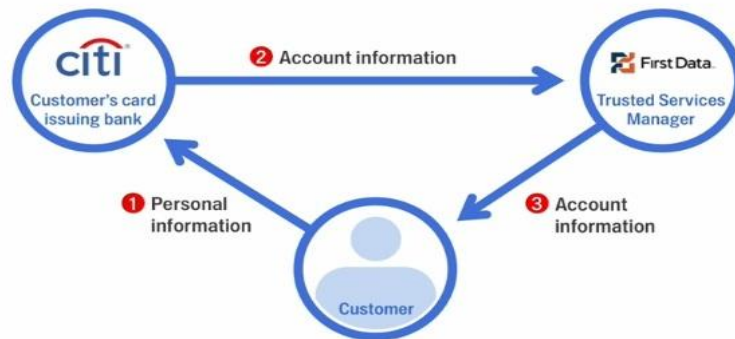 citi
Customer's card
issuing bank
2 Account information
First Data
Trusted Services
Manager
1 Personal
information
3 Account
information
Customer